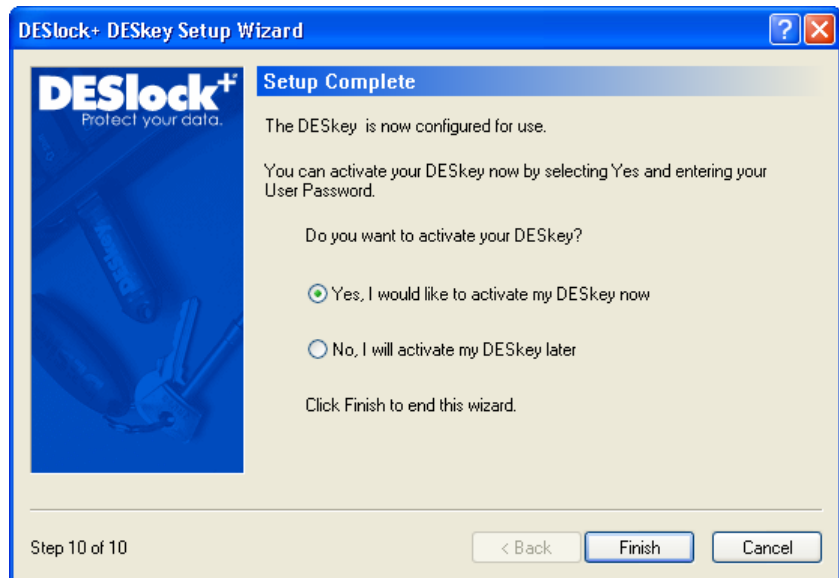 DESlock+ DESkey Setup Wizard
DESlock+
Protect your data.
DESkey
Setup Complete
The DESkey is now configured for use.
You can activate your DESkey now by selecting Yes and entering your
User Password.
Do you want to activate your DESkey?
Yes, I would like to activate my DESkey now
No, I will activate my DESkey later
Click Finish to end this wizard.
Step 10 of 10
< Back
Finish
Cancel